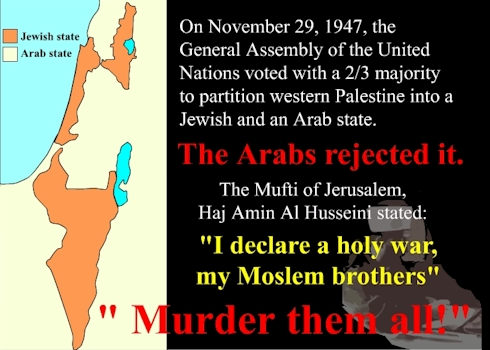 Jewish state
Arab state
On November 29, 1947, the
General Assembly of the United
Nations voted with a 2/3 majority
to partition western Palestine into a
Jewish and an Arab state.
The Arabs rejected it.
The Mufti of Jerusalem,
Haj Amin Al Husseini stated:
"I declare a holy war,
my Moslem brothers"
" Murder them all!"